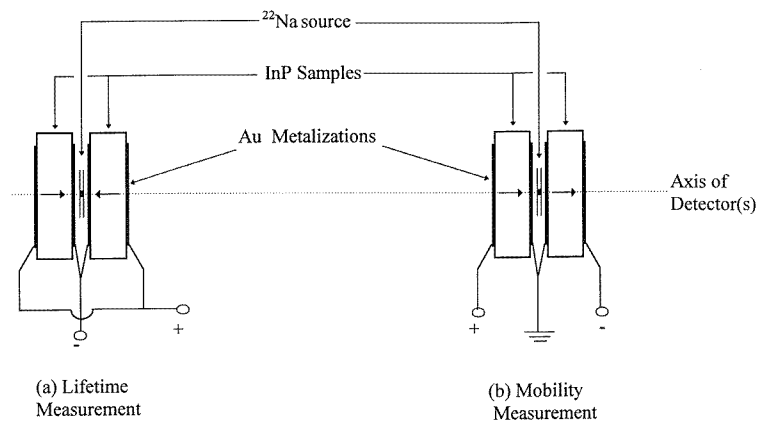 ²²Na source
InP Samples
Au Metalizations
Axis of
Detector(s)
+
-
+
-
(a) Lifetime
Measurement
(b) Mobility
Measurement